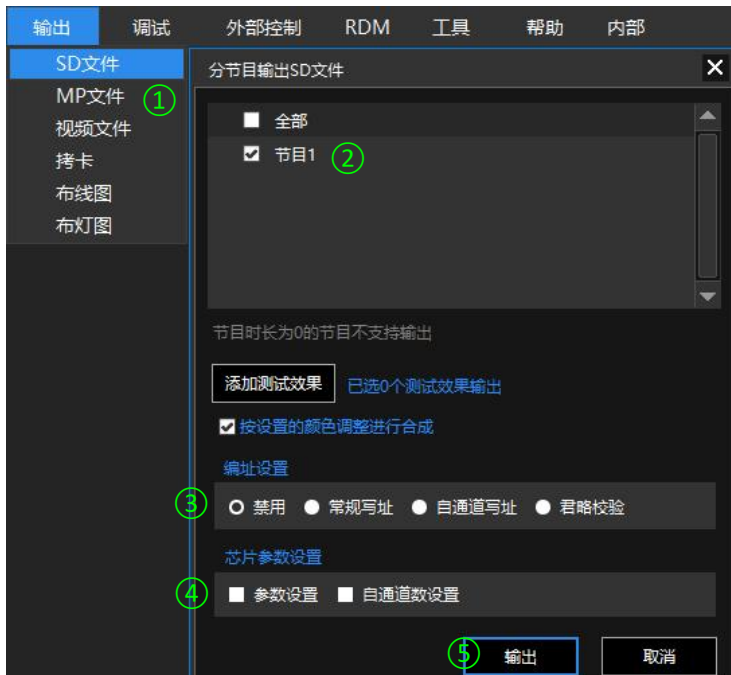 输出 调试 外部控制 RDM 工具 帮助 内部
SD文件
MP文件 ①
视频文件
拷卡
布线图
布灯图
分节目输出SD文件
全部
节目1 ②
节目时长为0的节目不支持输出
添加测试效果 已选0个测试效果输出
按设置的颜色调整进行合成
编址设置
③ 禁用 常规写址 自通道写址 君略校验
芯片参数设置
④ 参数设置 自通道数设置
⑤ 输出 取消